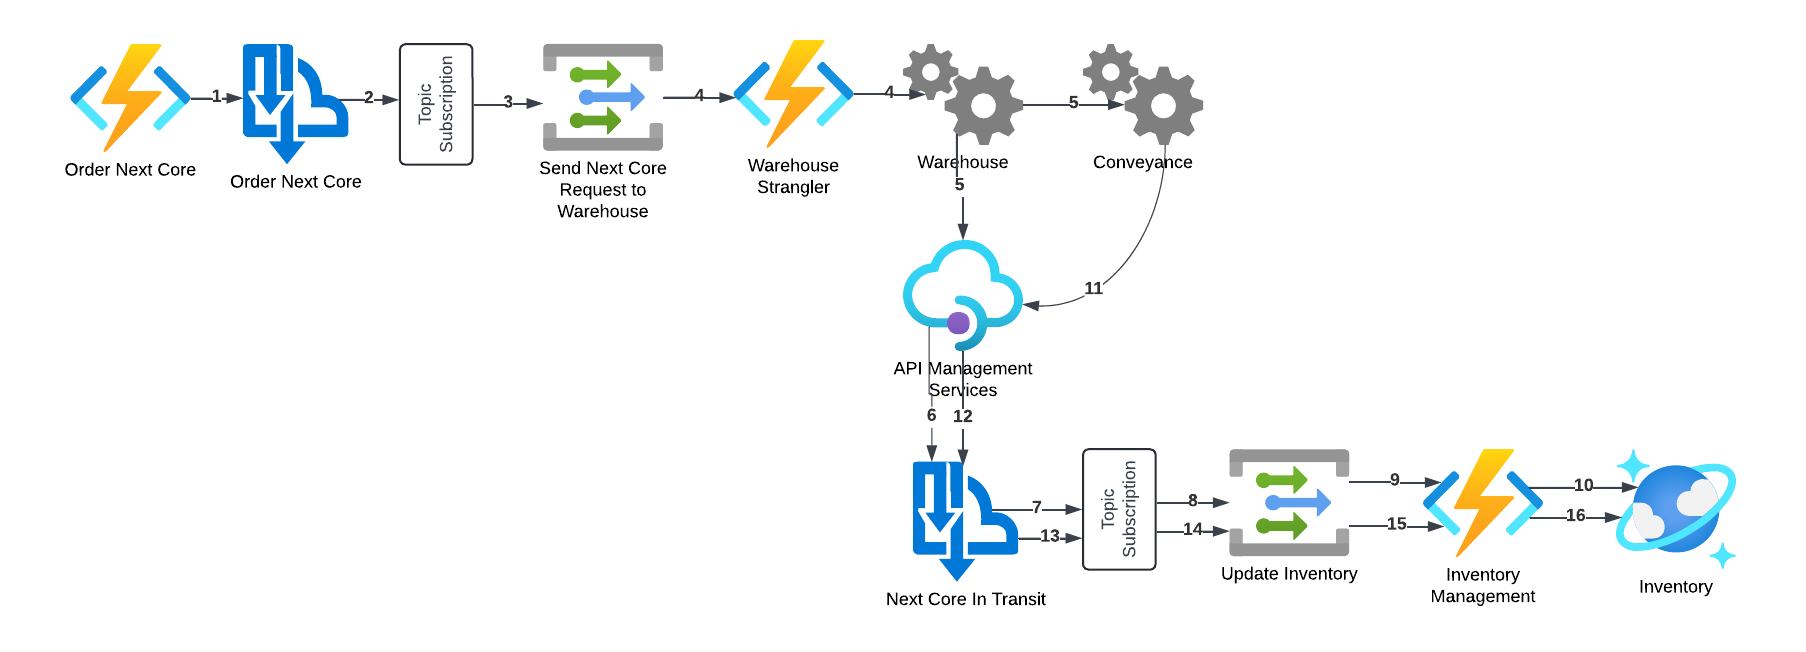 1
2
Topic
Subscription
3
4
4
5
Order Next Core
Order Next Core
Send Next Core
Request to
Warehouse
Warehouse
Strangler
Warehouse
Conveyance
5
11
API Management
Services
6
12
Topic
Subscription
7
8
9
10
13
14
15
16
Next Core In Transit
Update Inventory
Inventory
Management
Inventory